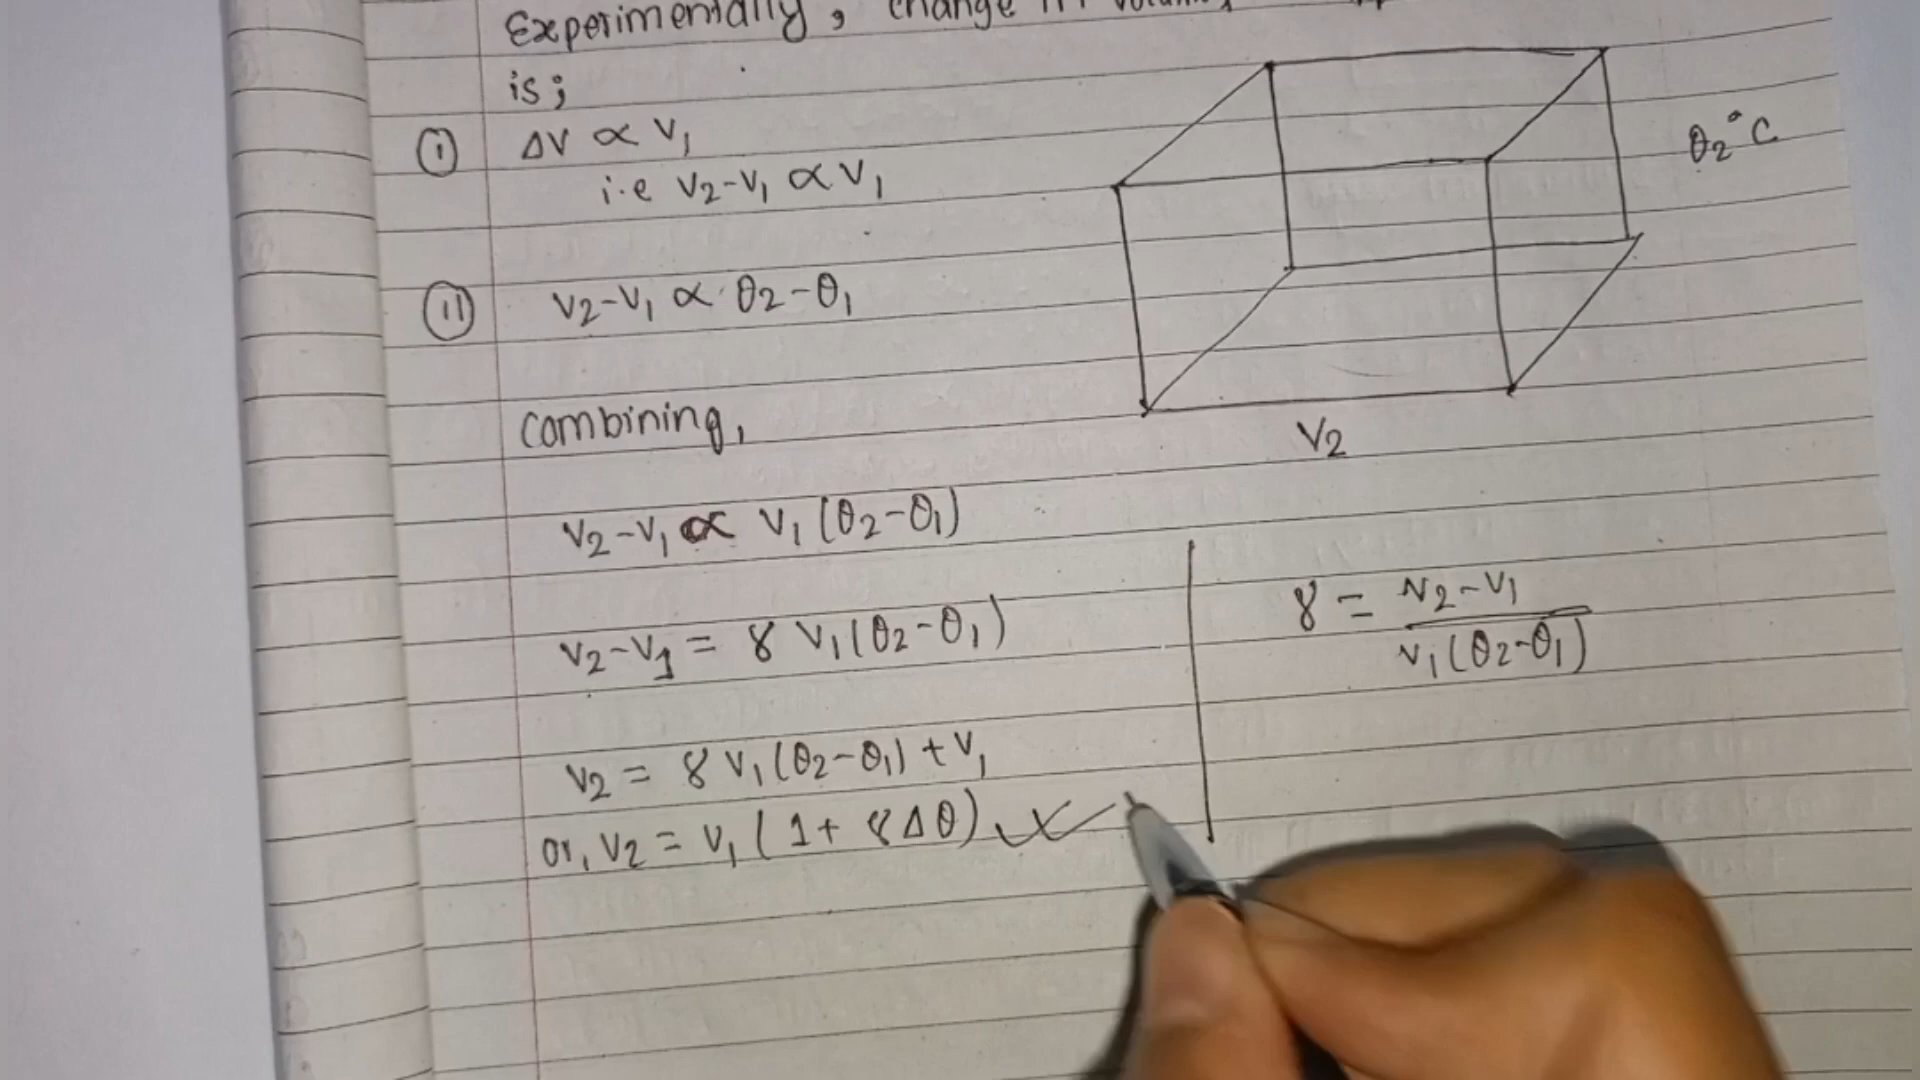 Experimentally, change in volume
is;
(i) ΔV ∝ V₁
i.e V₂-V₁ ∝ V₁
θ₂°C
(ii) V₂-V₁ ∝ θ₂-θ₁
combining,
V₂
V₂-V₁ ∝ V₁(θ₂-θ₁)
V₂-V₁ = γ V₁(θ₂-θ₁)
γ = V₂-V₁ / V₁(θ₂-θ₁)
V₂ = γ V₁(θ₂-θ₁)+V₁
or, V₂ = V₁(1+ γΔθ)